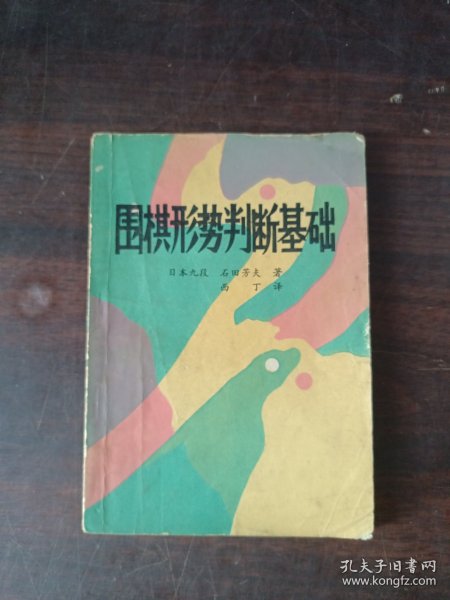 围棋形势判断基础
日本九段 石田芳夫 著
西丁 译
孔夫子旧书网
www.kongfz.com